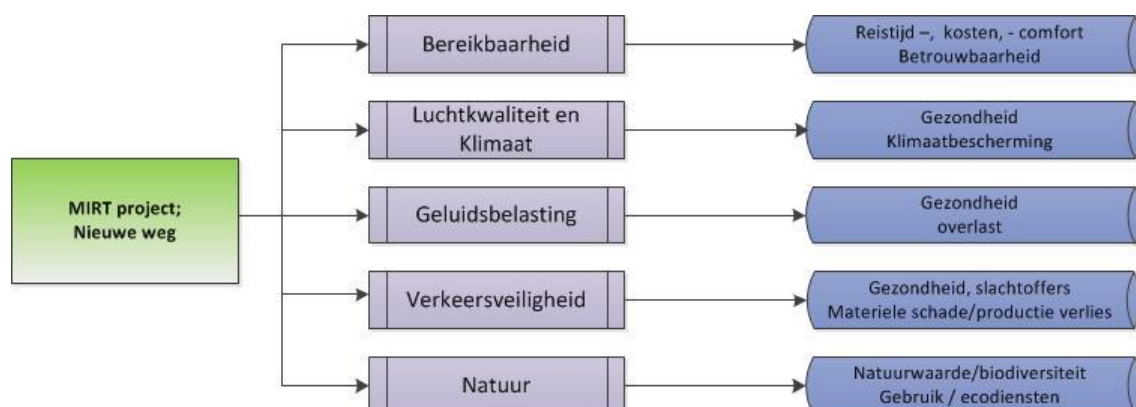 MIRT project;
Nieuwe weg
Bereikbaarheid
Reistijd –, kosten, - comfort
Betrouwbaarheid
Luchtkwaliteit en
Klimaat
Gezondheid
Klimaatbescherming
Geluidsbelasting
Gezondheid
overlast
Verkeersveiligheid
Gezondheid, slachtoffers
Materiele schade/productie verlies
Natuur
Natuurwaarde/biodiversiteit
Gebruik / ecodiensten